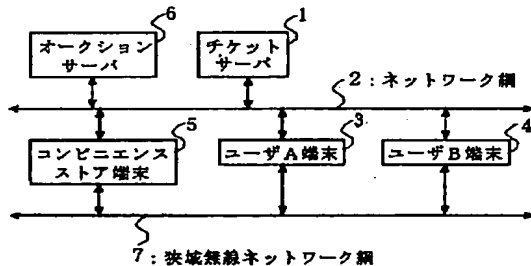 6
オークション
サーバ
1
チケット
サーバ
2:ネットワーク網
5
コンビニエンス
ストア端末
3
ユーザA端末
4
ユーザB端末
7:狭域無線ネットワーク網